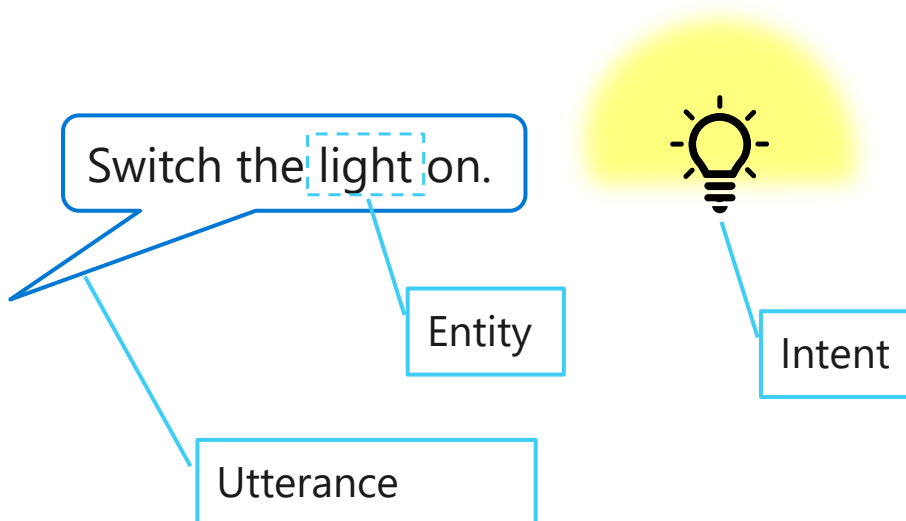 Switch the light on.
Entity
Intent
Utterance